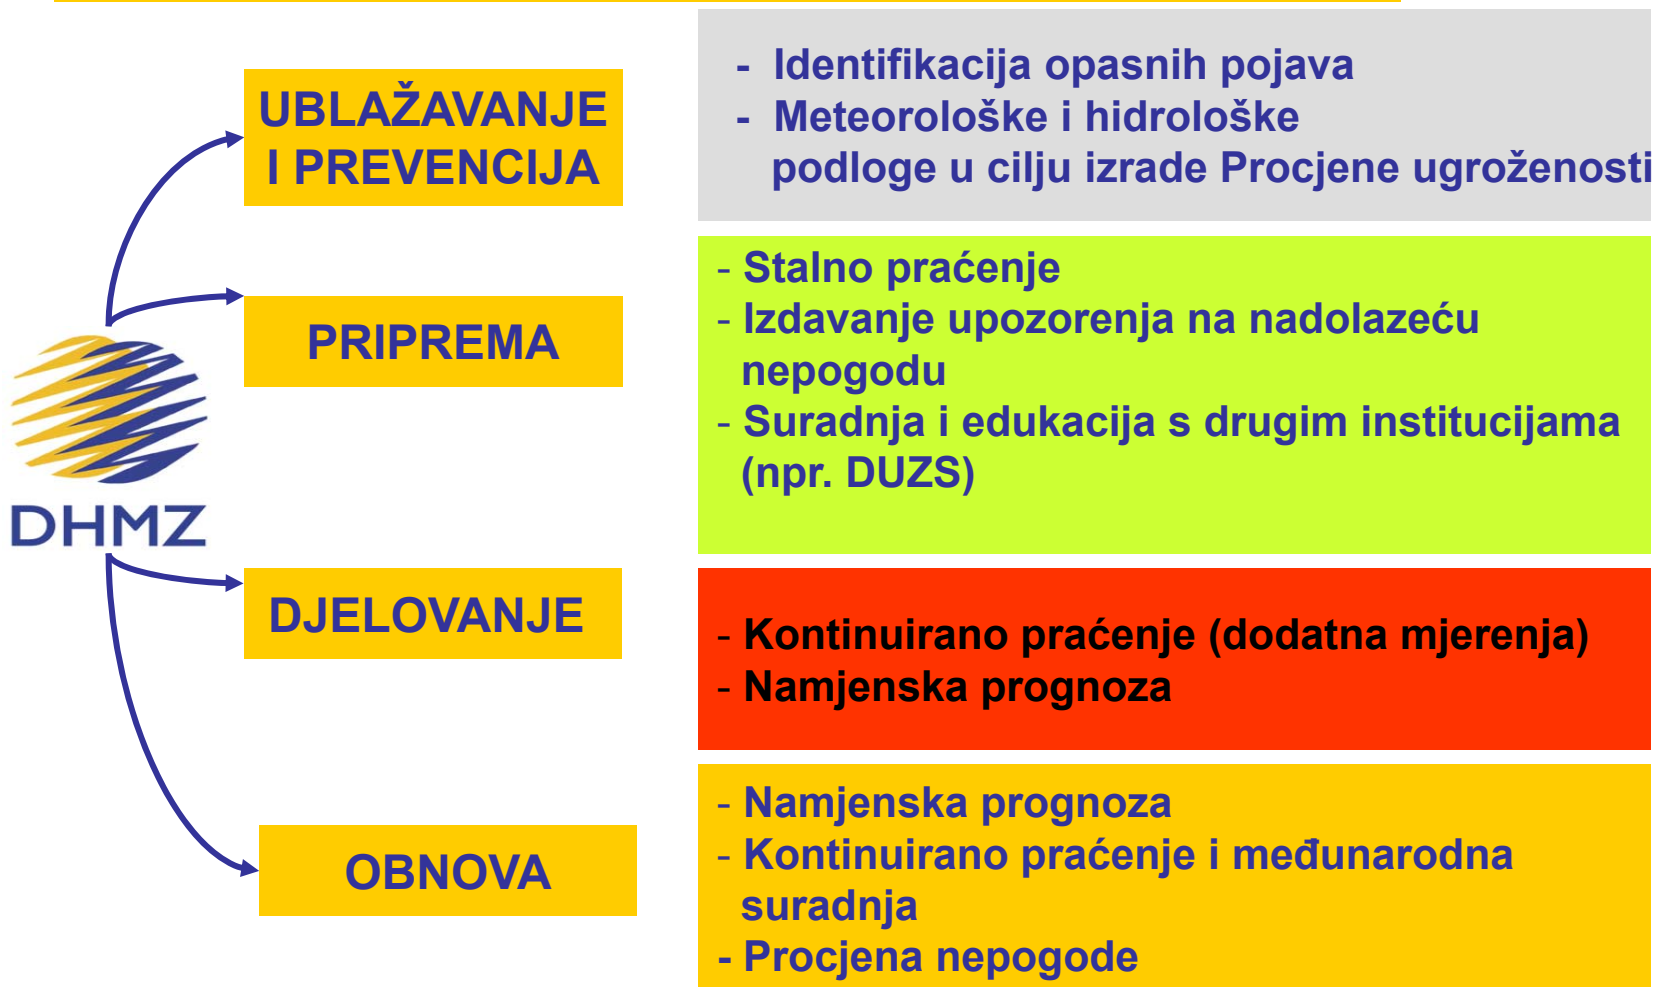 UBLAŽAVANJE
I PREVENCIJA
- Identifikacija opasnih pojava
- Meteorološke i hidrološke
podloge u cilju izrade Procjene ugroženosti
PRIPREMA
- Stalno praćenje
- Izdavanje upozorenja na nadolazeću
nepogodu
- Suradnja i edukacija s drugim institucijama
(npr. DUZS)
DHMZ
DJELOVANJE
- Kontinuirano praćenje (dodatna mjerenja)
- Namjenska prognoza
OBNOVA
- Namjenska prognoza
- Kontinuirano praćenje i međunarodna
suradnja
- Procjena nepogode